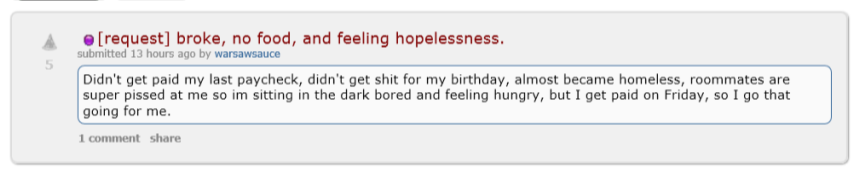 [request] broke, no food, and feeling hopelessness.
submitted 13 hours ago by warsawsauce
5
Didn't get paid my last paycheck, didn't get shit for my birthday, almost became homeless, roommates are
super pissed at me so im sitting in the dark bored and feeling hungry, but I get paid on Friday, so I go that
going for me.
1 comment share